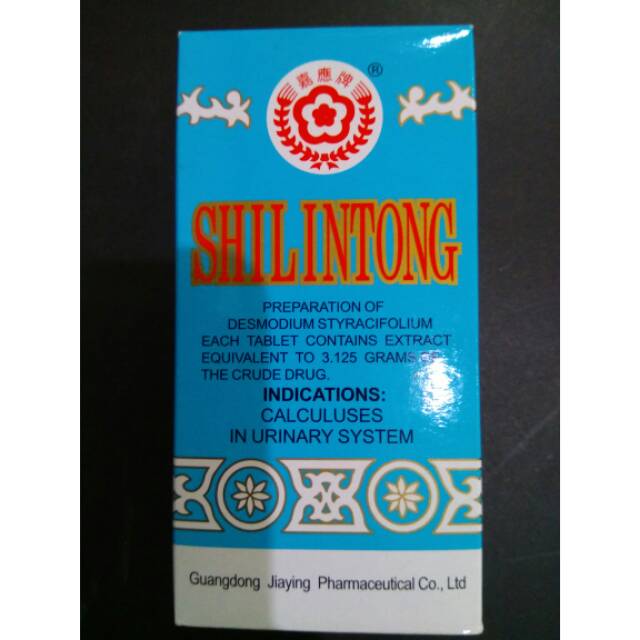 嘉應牌
®
SHILINTONG
PREPARATION OF
DESMODIUM STYRACIFOLIUM
EACH TABLET CONTAINS EXTRACT
EQUIVALENT TO 3.125 GRAMS OF
THE CRUDE DRUG.
INDICATIONS:
CALCULUSES
IN URINARY SYSTEM
Guangdong Jiaying Pharmaceutical Co., Ltd